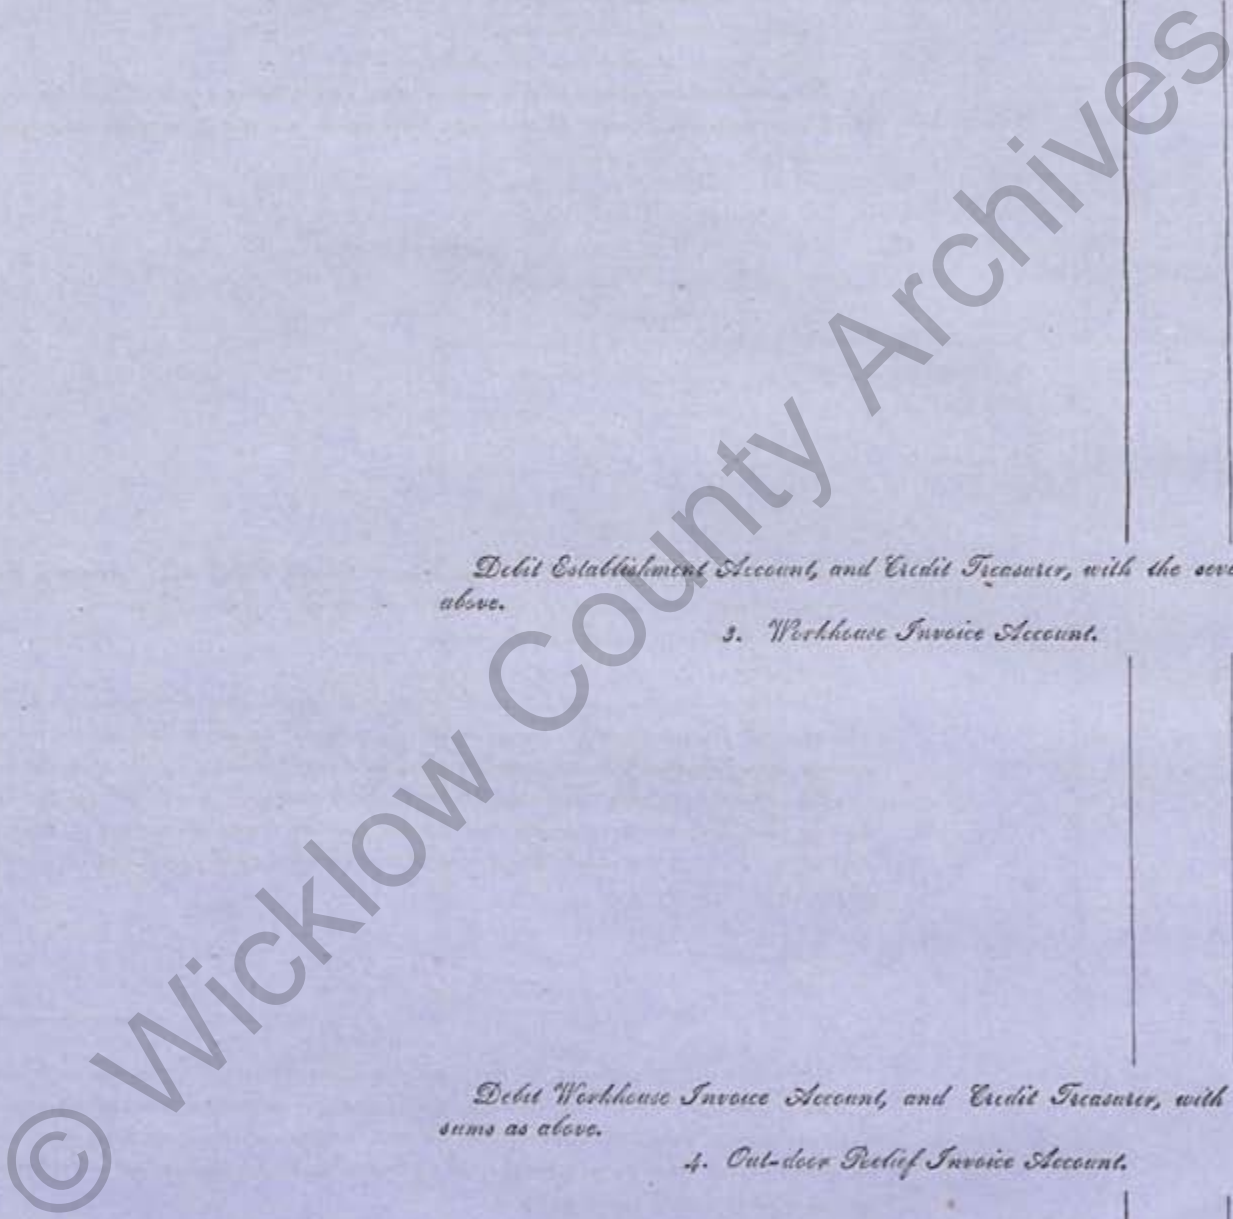 Debit Establishment Account, and Credit Treasurer, with the
above.
3. Workhouse Invoice Account.
Debit Workhouse Invoice Account, and Credit Treasurer, with
sums as above.
4. Out-door Relief Invoice Account.
© Wicklow County Archives